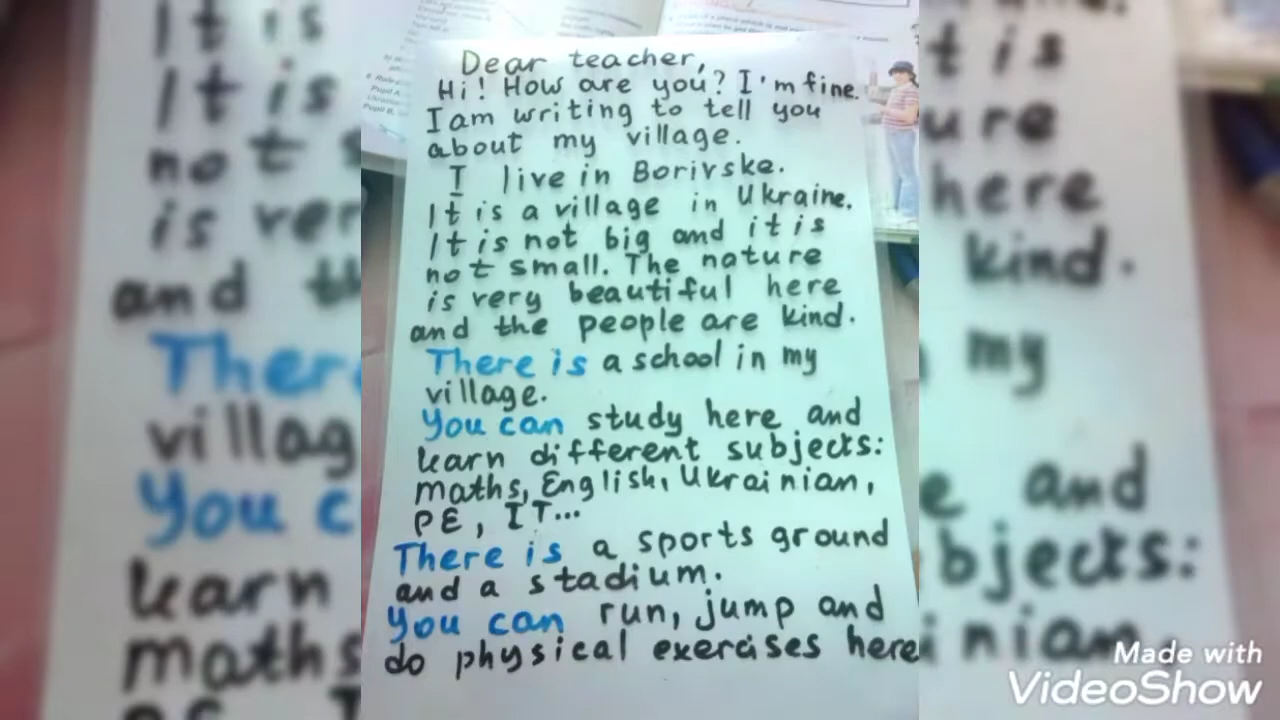 Dear teacher,
Hi! How are you? I'm fine.
I am writing to tell you
about my village.
I live in Borivske.
It is a village in Ukraine.
It is not big and it is
not small. The nature
is very beautiful here
and the people are kind.
There is a school in my
village.
You can study here and
learn different subjects:
maths, English, Ukrainian,
PE, IT...
There is a sports ground
and a stadium.
You can run, jump and
do physical exercises here
Made with
VideoShow